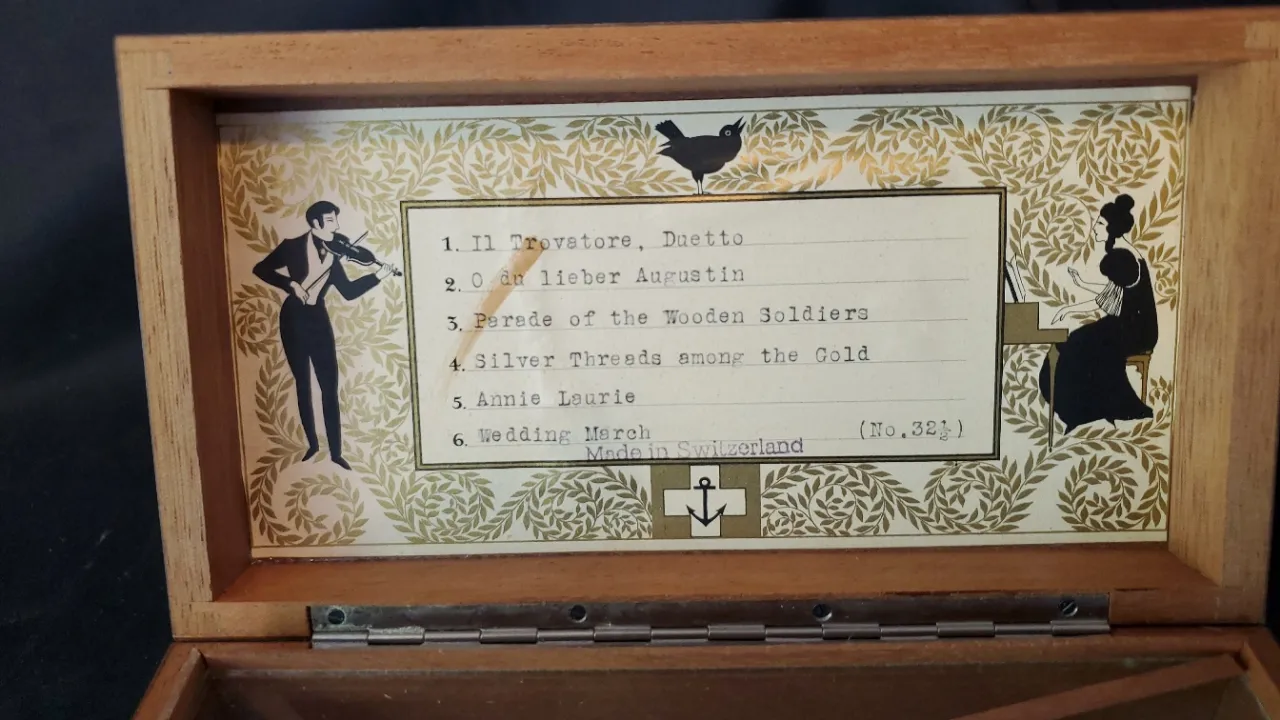 1. Il Trovatore, Duetto
2. O du lieber Augustin
3. Parade of the Wooden Soldiers
4. Silver Threads among the Gold
5. Annie Laurie
6. Wedding March (No.32½)
Made in Switzerland